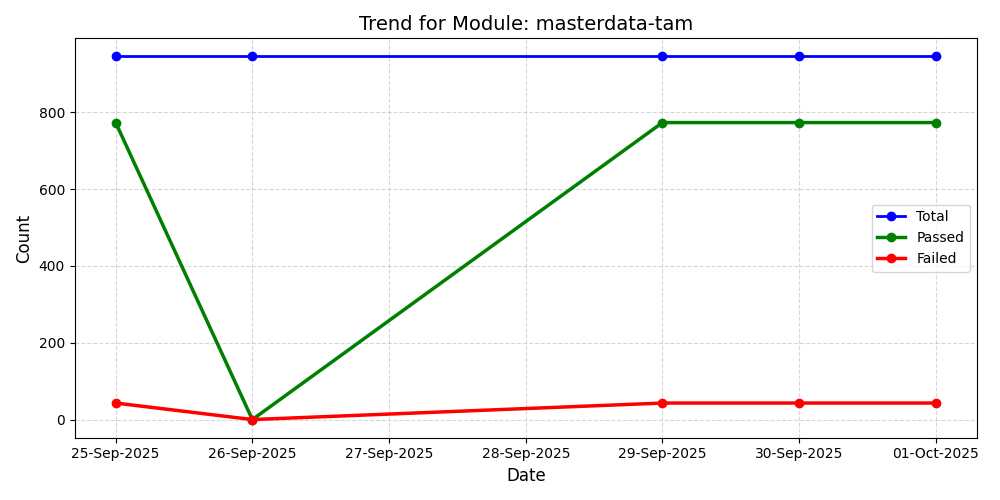 Trend for Module: masterdata-tam
Count
800
600
400
200
0
Total
Passed
Failed
25-Sep-2025
26-Sep-2025
27-Sep-2025
28-Sep-2025
29-Sep-2025
30-Sep-2025
01-Oct-2025
Date